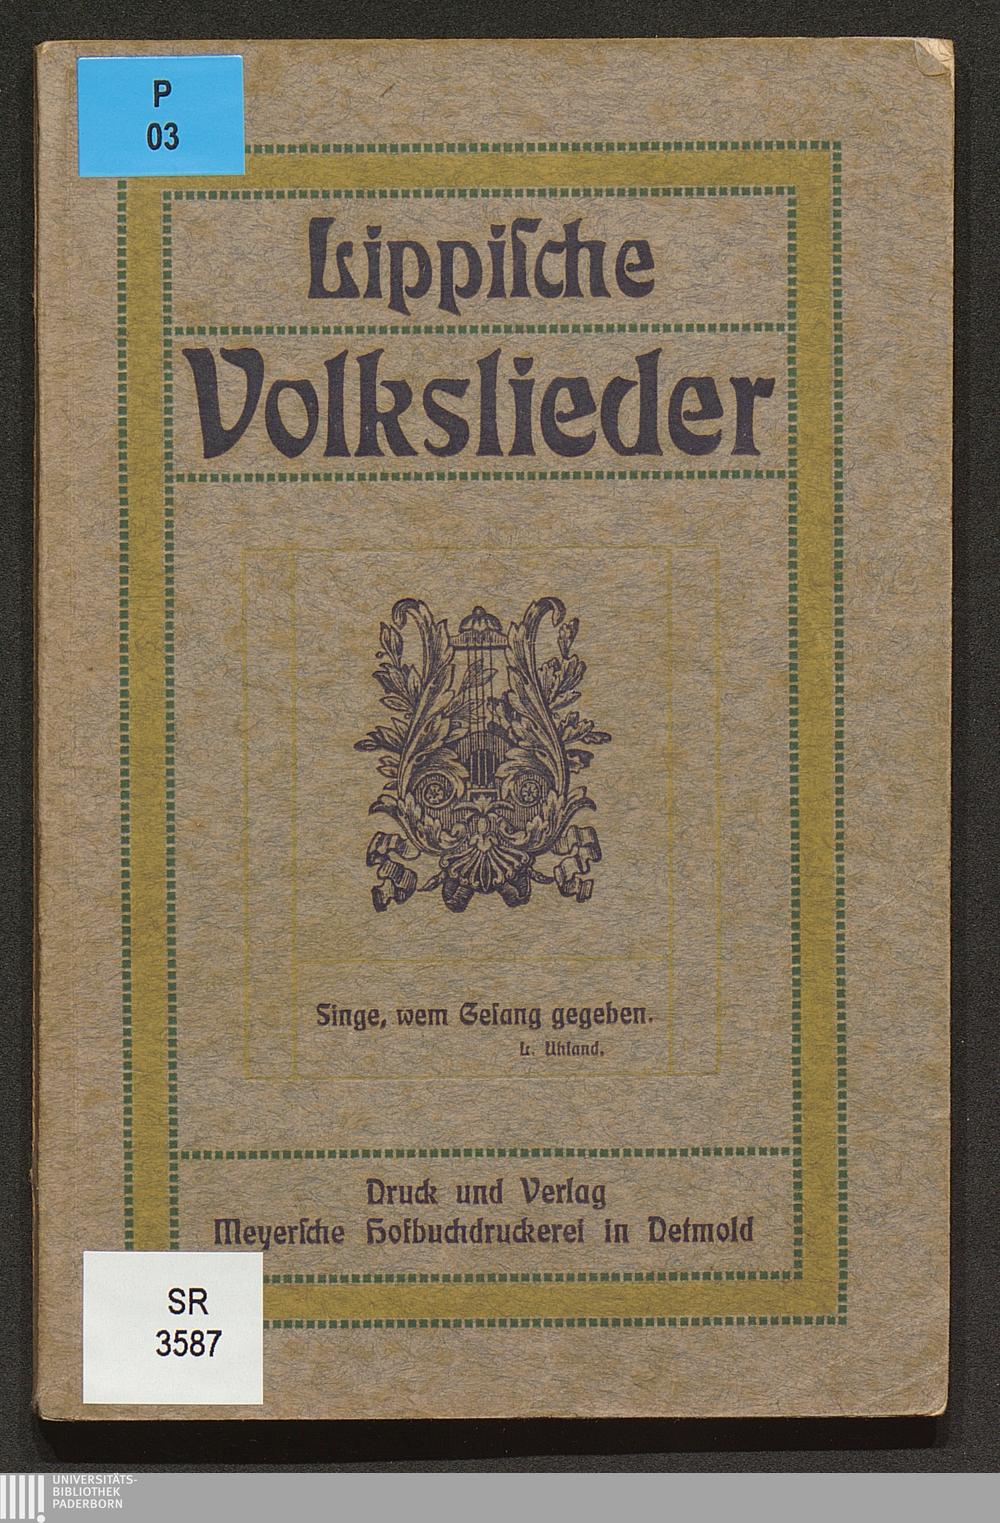 P
03
Lippiſche
Volkslieder
Singe, wem Geſang gegeben.
L. Uhland.
Druck und Verlag
Meyerſche Hofbuchdruckerei in Detmold
SR
3587
UNIVERSITÄTS-
BIBLIOTHEK
PADERBORN